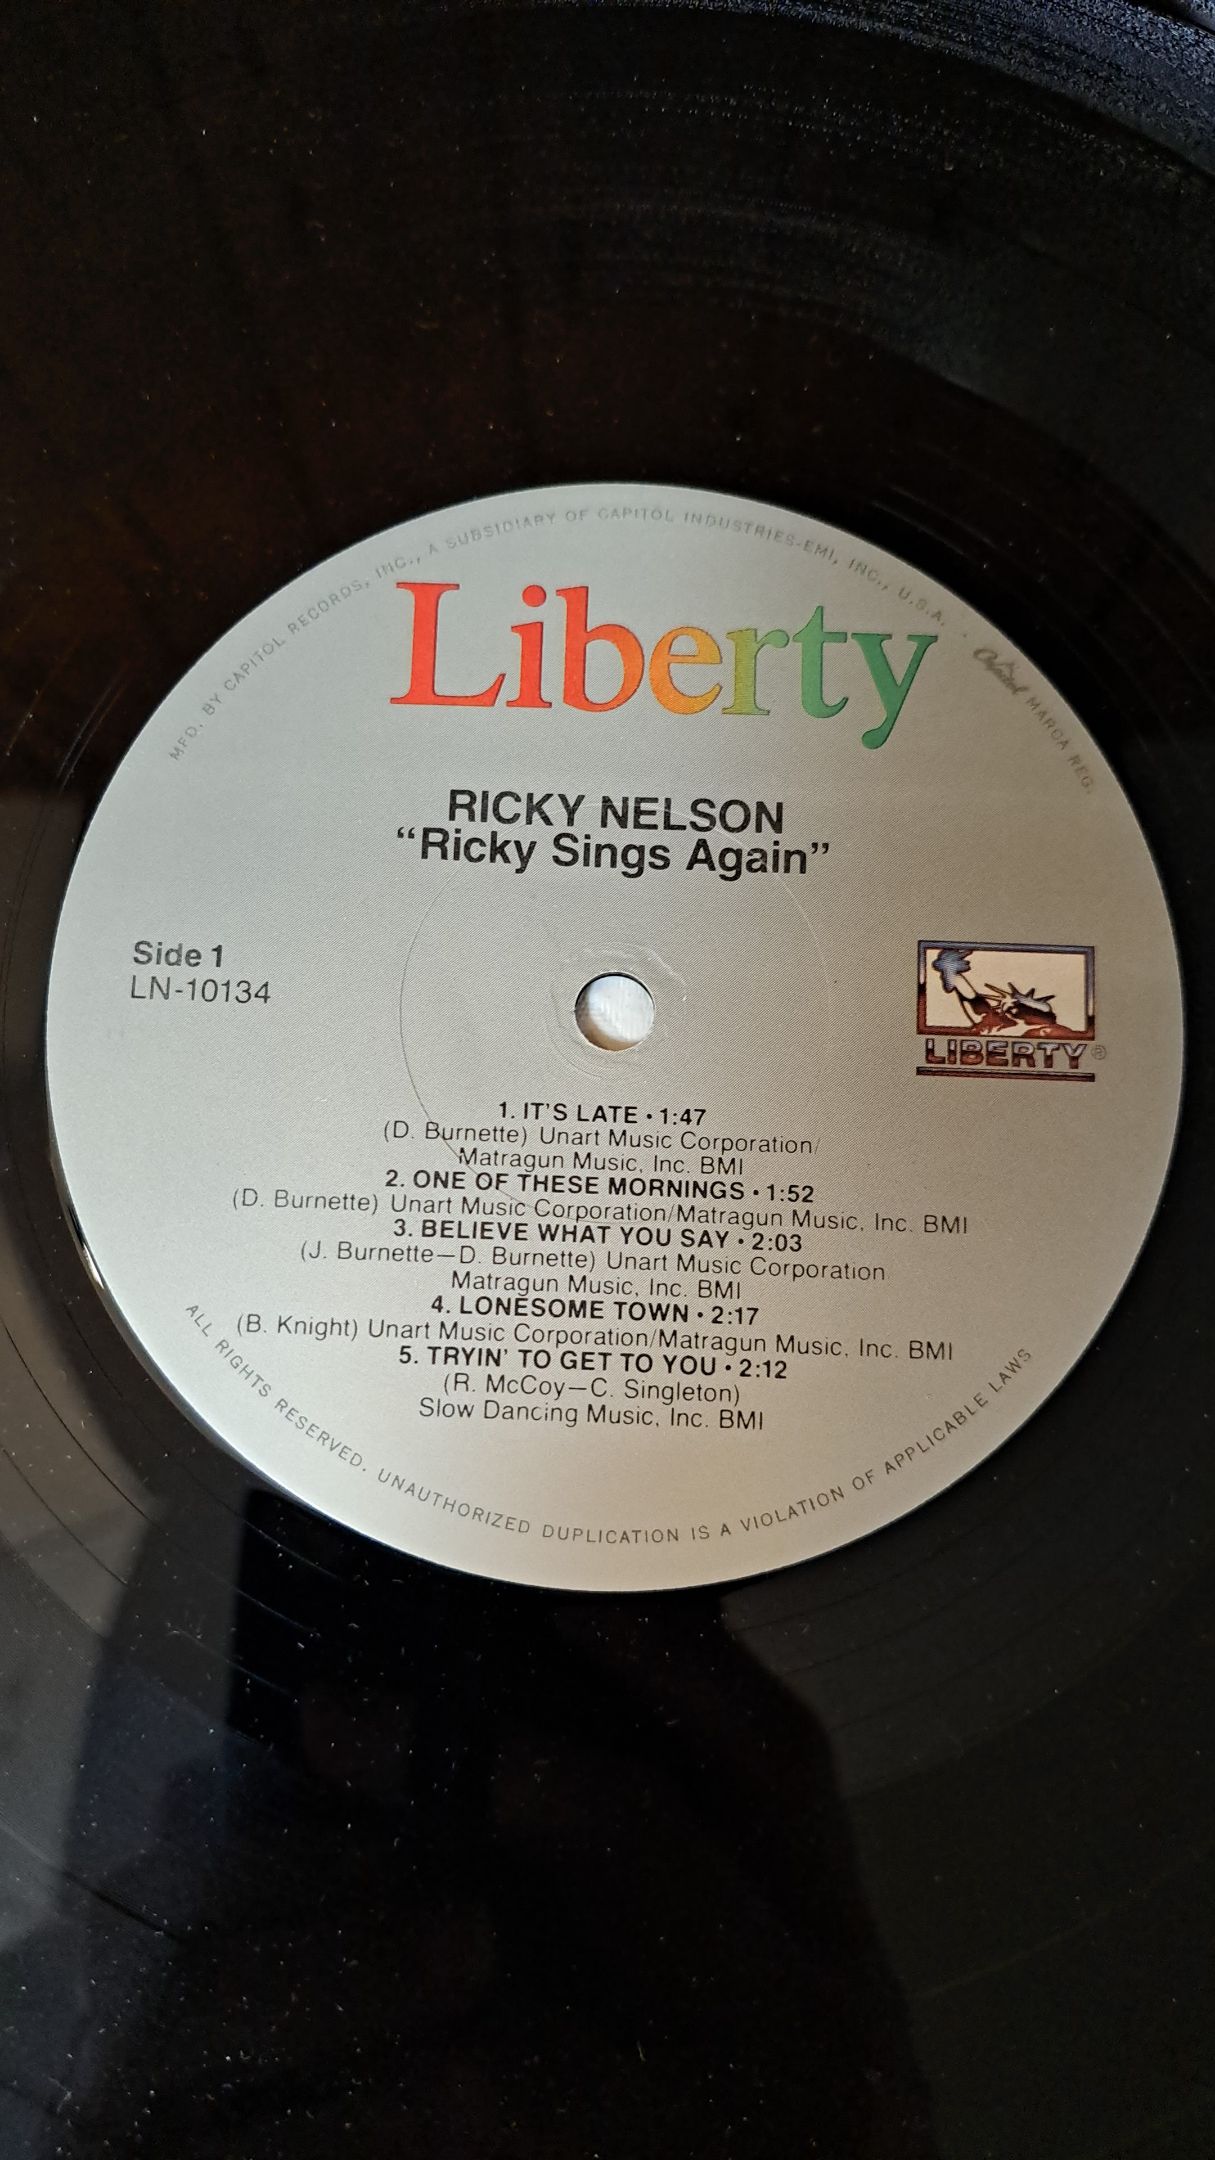 MFD. BY CAPITOL RECORDS, INC., A SUBSIDIARY OF CAPITOL INDUSTRIES-EMI, INC., U.S.A. · Capitol MARCA REG.
Liberty
RICKY NELSON
“Ricky Sings Again”
Side 1
LN-10134
LIBERTY®
1. IT'S LATE • 1:47
(D. Burnette) Unart Music Corporation/
Matragun Music, Inc. BMI
2. ONE OF THESE MORNINGS • 1:52
(D. Burnette) Unart Music Corporation/Matragun Music, Inc. BMI
3. BELIEVE WHAT YOU SAY • 2:03
(J. Burnette—D. Burnette) Unart Music Corporation
Matragun Music, Inc. BMI
4. LONESOME TOWN • 2:17
(B. Knight) Unart Music Corporation/Matragun Music, Inc. BMI
5. TRYIN' TO GET TO YOU • 2:12
(R. McCoy—C. Singleton)
Slow Dancing Music, Inc. BMI
ALL RIGHTS RESERVED. UNAUTHORIZED DUPLICATION IS A VIOLATION OF APPLICABLE LAWS